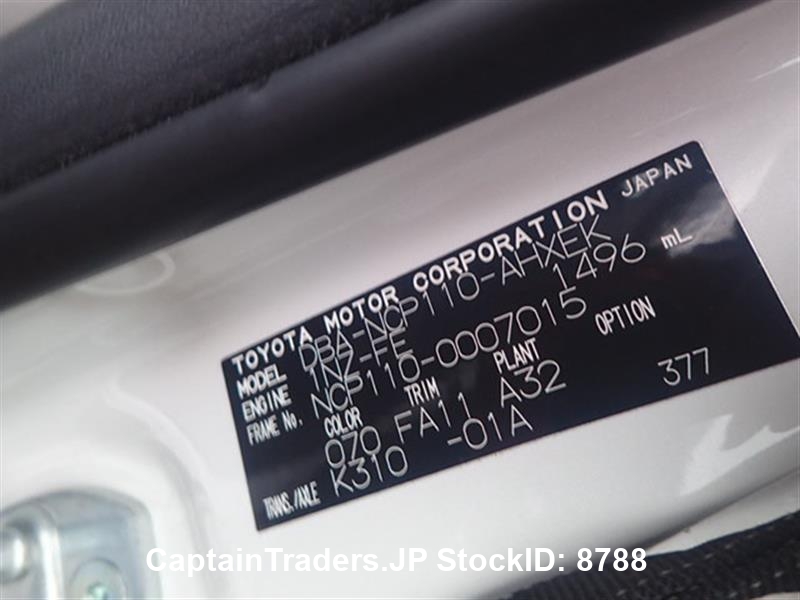 TOYOTA MOTOR CORPORATION JAPAN
MODEL DBA-NCP110-AHXEK
ENGINE 1NZ-FE 1496 mL
FRAME No. NCP110-0007015
COLOR TRIM PLANT OPTION
070 FA11 A32 377
TRANS./AXLE K310 -01A
CaptainTraders.JP StockID: 8788